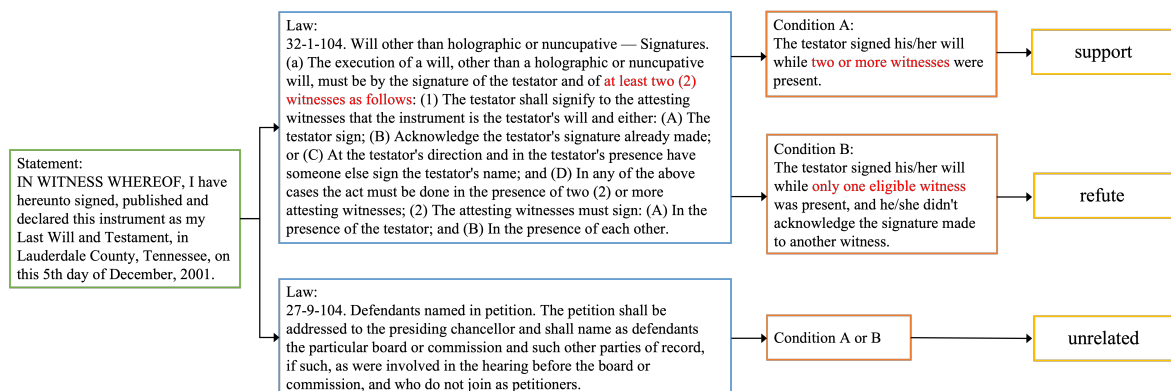 Statement:
IN WITNESS WHEREOF, I have
hereunto signed, published and
declared this instrument as my
Last Will and Testament, in
Lauderdale County, Tennessee, on
this 5th day of December, 2001.
Law:
32-1-104. Will other than holographic or nuncupative — Signatures.
(a) The execution of a will, other than a holographic or nuncupative
will, must be by the signature of the testator and of at least two (2)
witnesses as follows: (1) The testator shall signify to the attesting
witnesses that the instrument is the testator's will and either: (A) The
testator sign; (B) Acknowledge the testator's signature already made;
or (C) At the testator's direction and in the testator's presence have
someone else sign the testator's name; and (D) In any of the above
cases the act must be done in the presence of two (2) or more
attesting witnesses; (2) The attesting witnesses must sign: (A) In the
presence of the testator; and (B) In the presence of each other.
Condition A:
The testator signed his/her will
while two or more witnesses were
present.
support
Condition B:
The testator signed his/her will
while only one eligible witness
was present, and he/she didn't
acknowledge the signature made
to another witness.
refute
Law:
27-9-104. Defendants named in petition. The petition shall be
addressed to the presiding chancellor and shall name as defendants
the particular board or commission and such other parties of record,
if such, as were involved in the hearing before the board or
commission, and who do not join as petitioners.
Condition A or B
unrelated